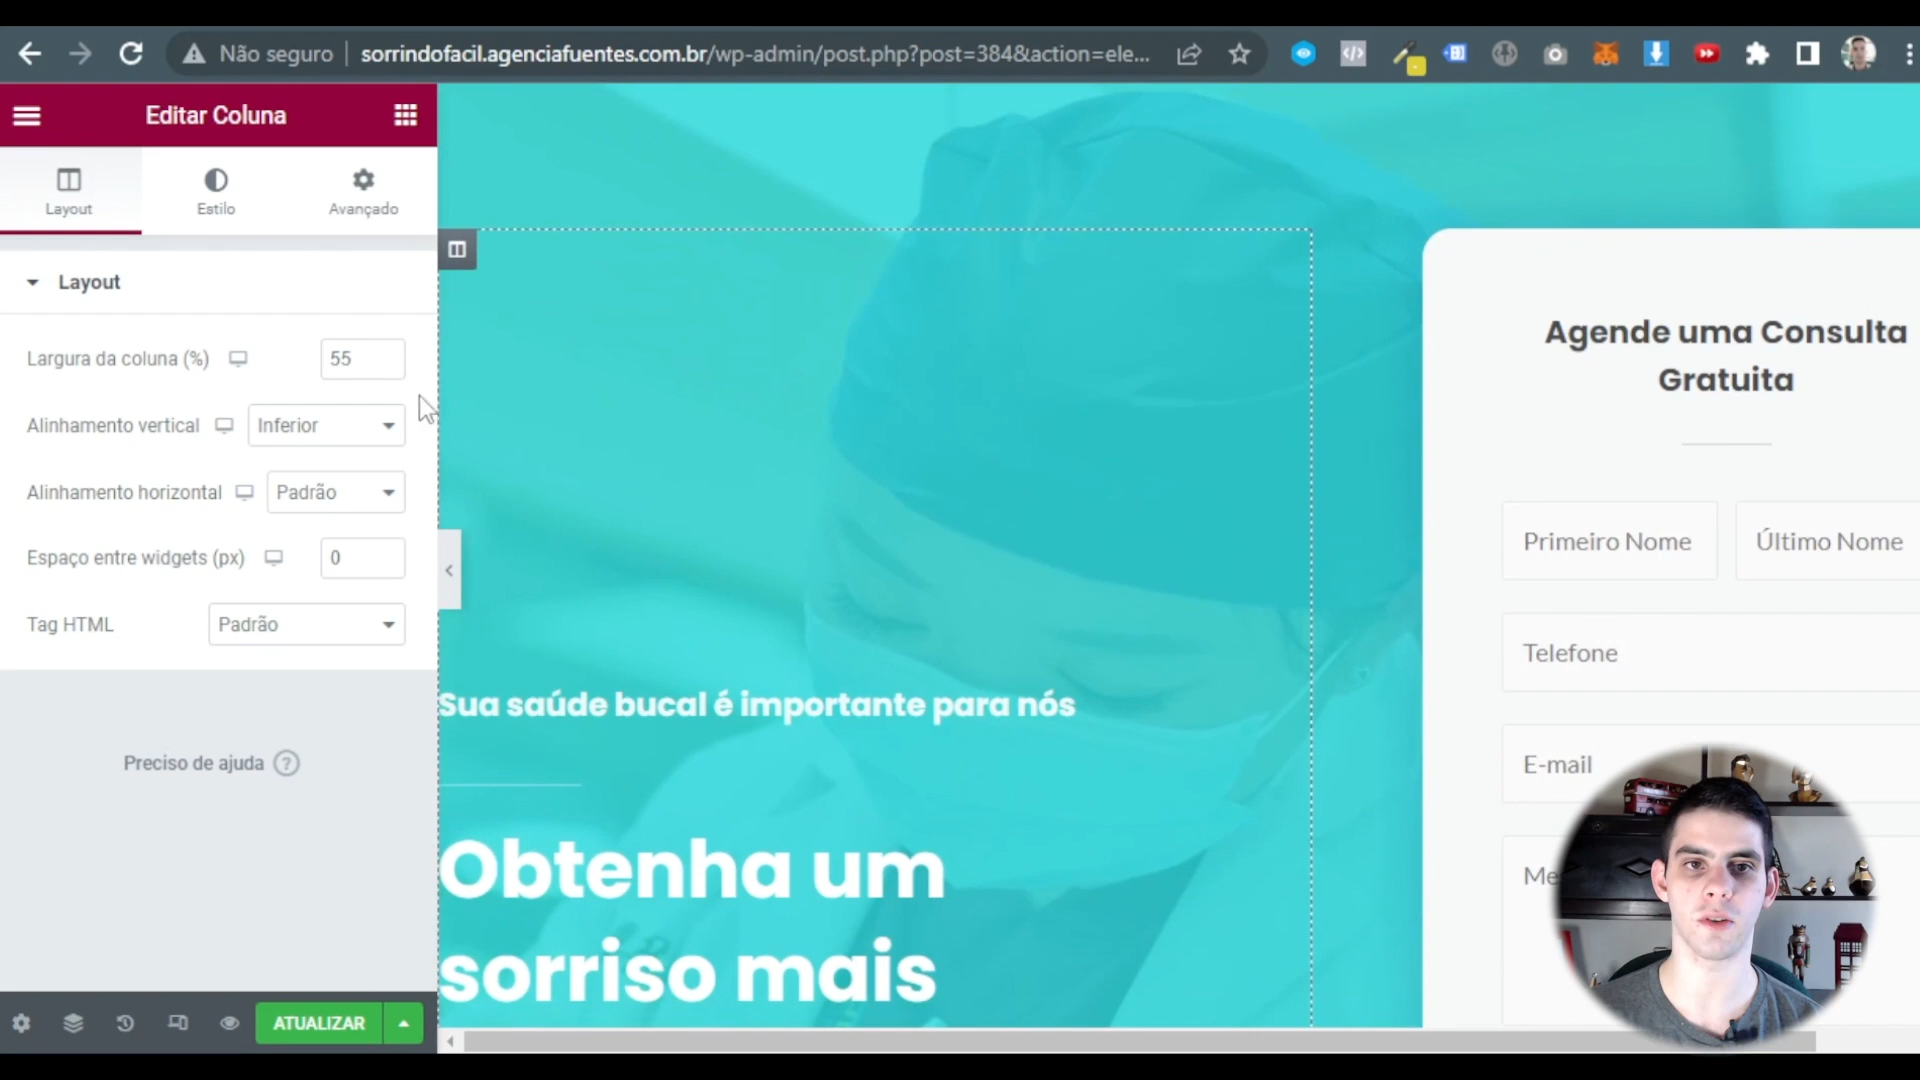 Não seguro
sorrindofacil.agenciafuentes.com.br/wp-admin/post.php?post=384&action=ele...
Editar Coluna
Layout
Estilo
Avançado
Layout
Largura da coluna (%)
55
Alinhamento vertical
Inferior
Alinhamento horizontal
Padrão
Espaço entre widgets (px)
0
Tag HTML
Padrão
Preciso de ajuda ?
ATUALIZAR
Sua saúde bucal é importante para nós
Obtenha um
sorriso mais
Agende uma Consulta
Gratuita
Primeiro Nome
Último Nome
Telefone
E-mail
Me